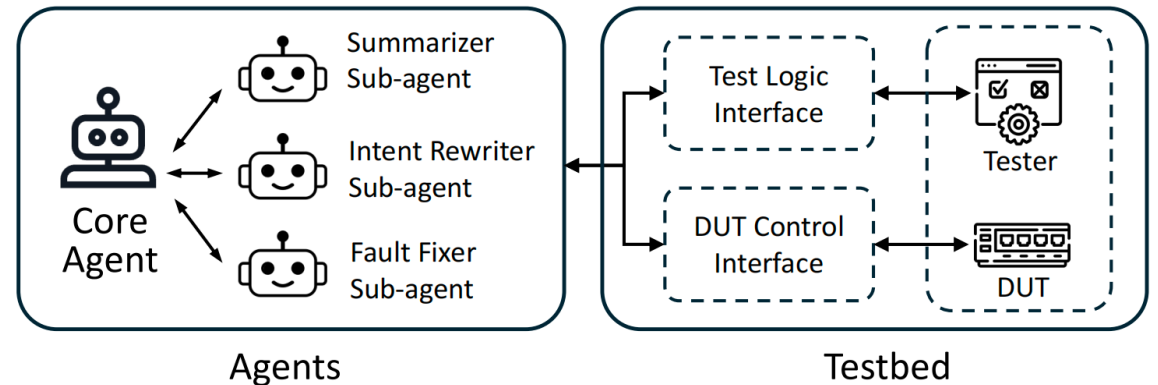 Summarizer
Sub-agent
Intent Rewriter
Sub-agent
Fault Fixer
Sub-agent
Core
Agent
Agents
Test Logic
Interface
Tester
DUT Control
Interface
DUT
Testbed